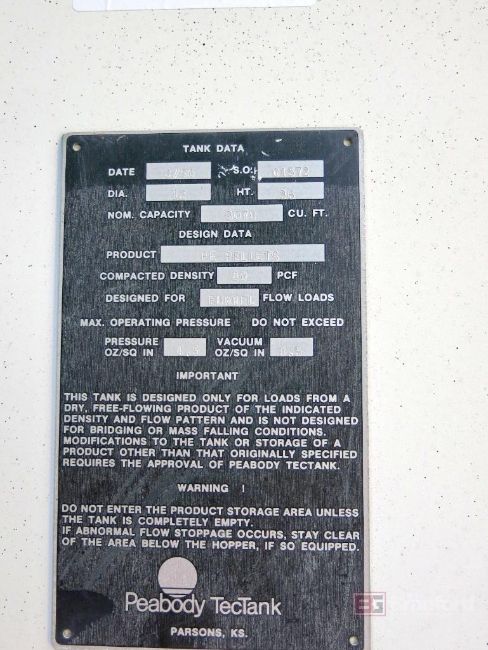 TANK DATA
DATE S.O.
DIA. HT.
NOM. CAPACITY CU. FT.
DESIGN DATA
PRODUCT PE PELLETS
COMPACTED DENSITY PCF
DESIGNED FOR FUNNEL FLOW LOADS
MAX. OPERATING PRESSURE DO NOT EXCEED
PRESSURE VACUUM
OZ/SQ IN OZ/SQ IN
IMPORTANT
THIS TANK IS DESIGNED ONLY FOR LOADS FROM A
DRY, FREE-FLOWING PRODUCT OF THE INDICATED
DENSITY AND FLOW PATTERN AND IS NOT DESIGNED
FOR BRIDGING OR MASS FALLING CONDITIONS.
MODIFICATIONS TO THE TANK OR STORAGE OF A
PRODUCT OTHER THAN THAT ORIGINALLY SPECIFIED
REQUIRES THE APPROVAL OF PEABODY TECTANK.
WARNING !
DO NOT ENTER THE PRODUCT STORAGE AREA UNLESS
THE TANK IS COMPLETELY EMPTY.
IF ABNORMAL FLOW STOPPAGE OCCURS, STAY CLEAR
OF THE AREA BELOW THE HOPPER, IF SO EQUIPPED.
Peabody TecTank
PARSONS, KS.